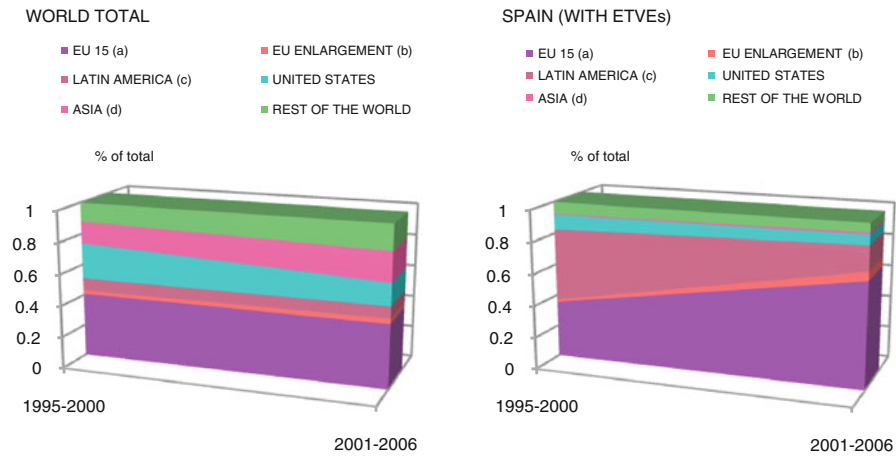 WORLD TOTAL
EU 15 (a)
EU ENLARGEMENT (b)
LATIN AMERICA (c)
UNITED STATES
ASIA (d)
REST OF THE WORLD
% of total
1
0.8
0.6
0.4
0.2
0
1995-2000
2001-2006
SPAIN (WITH ETVEs)
EU 15 (a)
EU ENLARGEMENT (b)
LATIN AMERICA (c)
UNITED STATES
ASIA (d)
REST OF THE WORLD
% of total
1
0.8
0.6
0.4
0.2
0
1995-2000
2001-2006